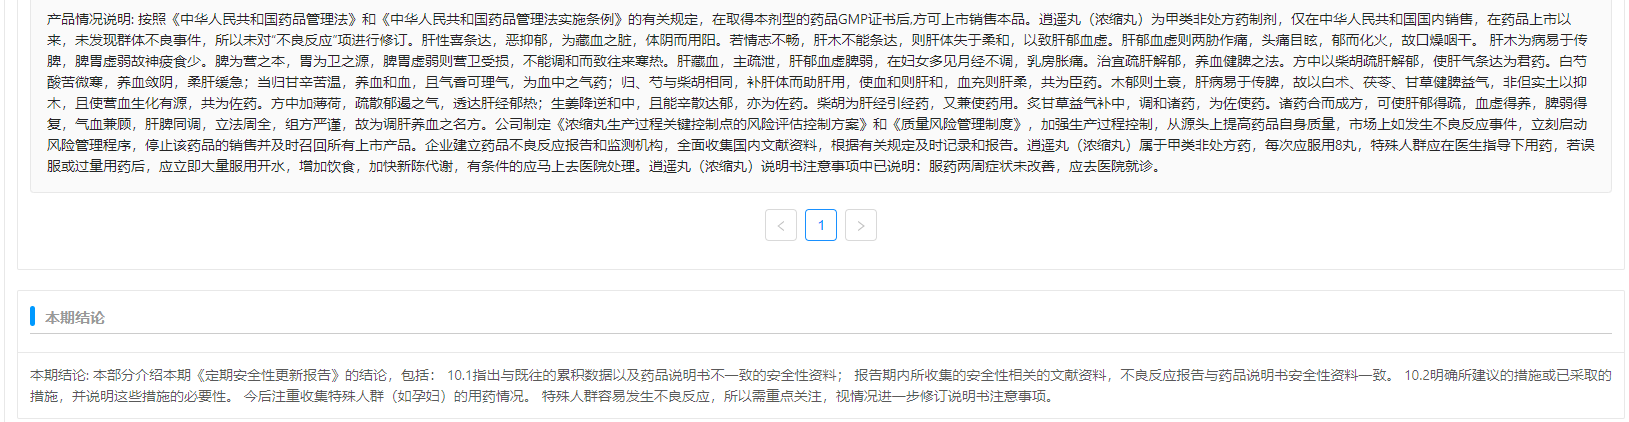 产品情况说明: 按照《中华人民共和国药品管理法》和《中华人民共和国药品管理法实施条例》的有关规定，在取得本剂型的药品GMP证书后,方可上市销售本品。逍遥丸（浓缩丸）为甲类非处方药制剂，仅在中华人民共和国国内销售，在药品上市以
来，未发现群体不良事件，所以未对“不良反应”项进行修订。肝性喜条达，恶抑郁，为藏血之脏，体阴而用阳。若情志不畅，肝木不能条达，则肝体失于柔和，以致肝郁血虚。肝郁血虚则两胁作痛，头痛目眩，郁而化火，故口燥咽干。 肝木为病易于传
脾，脾胃虚弱故神疲食少。脾为营之本，胃为卫之源，脾胃虚弱则营卫受损，不能调和而致往来寒热。肝藏血，主疏泄，肝郁血虚脾弱，在妇女多见月经不调，乳房胀痛。治宜疏肝解郁，养血健脾之法。方中以柴胡疏肝解郁，使肝气条达为君药。白芍
酸苦微寒，养血敛阴，柔肝缓急；当归甘辛苦温，养血和血，且气香可理气，为血中之气药；归、芍与柴胡相同，补肝体而助肝用，使血和则肝和，血充则肝柔，共为臣药。木郁则土衰，肝病易于传脾，故以白术、茯苓、甘草健脾益气，非但实土以抑
木，且使营血生化有源，共为佐药。方中加薄荷，疏散郁遏之气，透达肝经郁热；生姜降逆和中，且能辛散达郁，亦为佐药。柴胡为肝经引经药，又兼使药用。炙甘草益气补中，调和诸药，为佐使药。诸药合而成方，可使肝郁得疏，血虚得养，脾弱得
复，气血兼顾，肝脾同调，立法周全，组方严谨，故为调肝养血之名方。公司制定《浓缩丸生产过程关键控制点的风险评估控制方案》和《质量风险管理制度》，加强生产过程控制，从源头上提高药品自身质量，市场上如发生不良反应事件，立刻启动
风险管理程序，停止该药品的销售并及时召回所有上市产品。企业建立药品不良反应报告和监测机构，全面收集国内文献资料，根据有关规定及时记录和报告。逍遥丸（浓缩丸）属于甲类非处方药，每次应服用8丸，特殊人群应在医生指导下用药，若误
服或过量用药后，应立即大量服用开水，增加饮食，加快新陈代谢，有条件的应马上去医院处理。逍遥丸（浓缩丸）说明书注意事项中已说明：服药两周症状未改善，应去医院就诊。
< 1 >
本期结论
本期结论: 本部分介绍本期《定期安全性更新报告》的结论，包括： 10.1指出与既往的累积数据以及药品说明书不一致的安全性资料； 报告期内所收集的安全性相关的文献资料，不良反应报告与药品说明书安全性资料一致。 10.2明确所建议的措施或已采取的
措施，并说明这些措施的必要性。 今后注重收集特殊人群（如孕妇）的用药情况。 特殊人群容易发生不良反应，所以需重点关注，视情况进一步修订说明书注意事项。